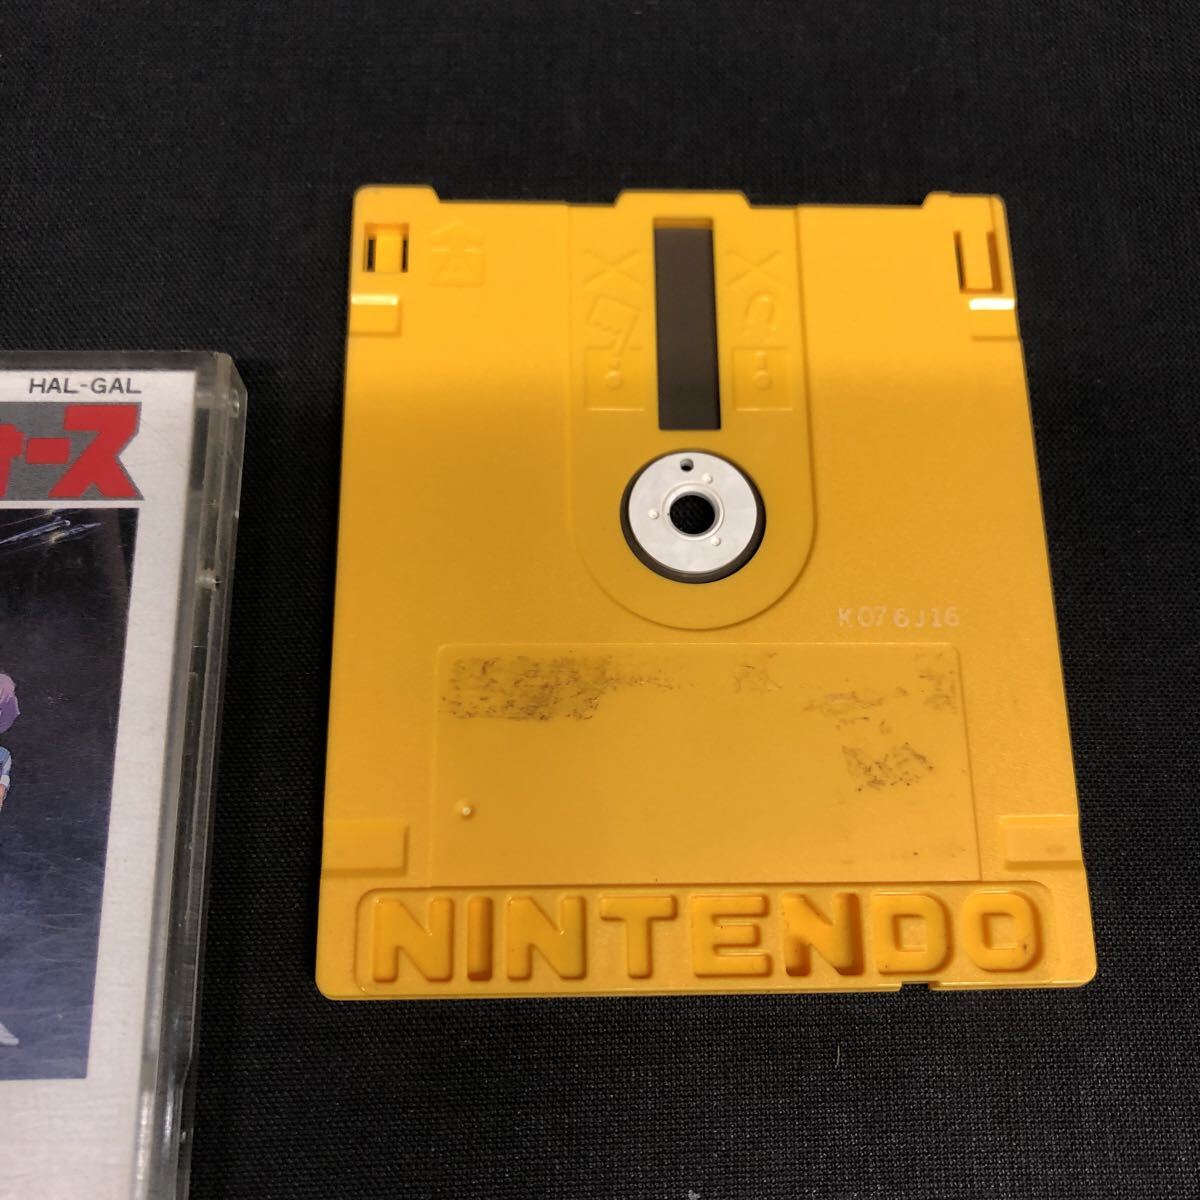 HAL-GAL
ォース
K076J16
NINTENDO